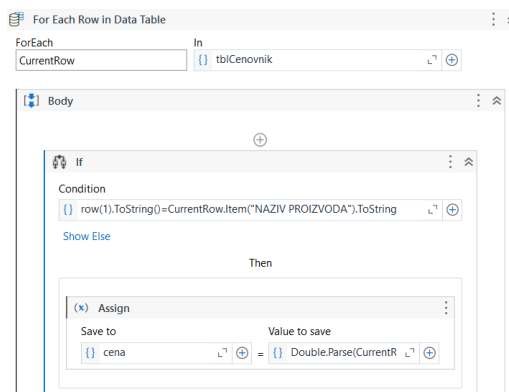 For Each Row in Data Table
ForEach In
CurrentRow {} tblCenovnik
Body
If
Condition
{} row(1).ToString()=CurrentRow.Item("NAZIV PROIZVODA").ToString
Show Else
Then
(x) Assign
Save to Value to save
{} cena = {} Double.Parse(CurrentR